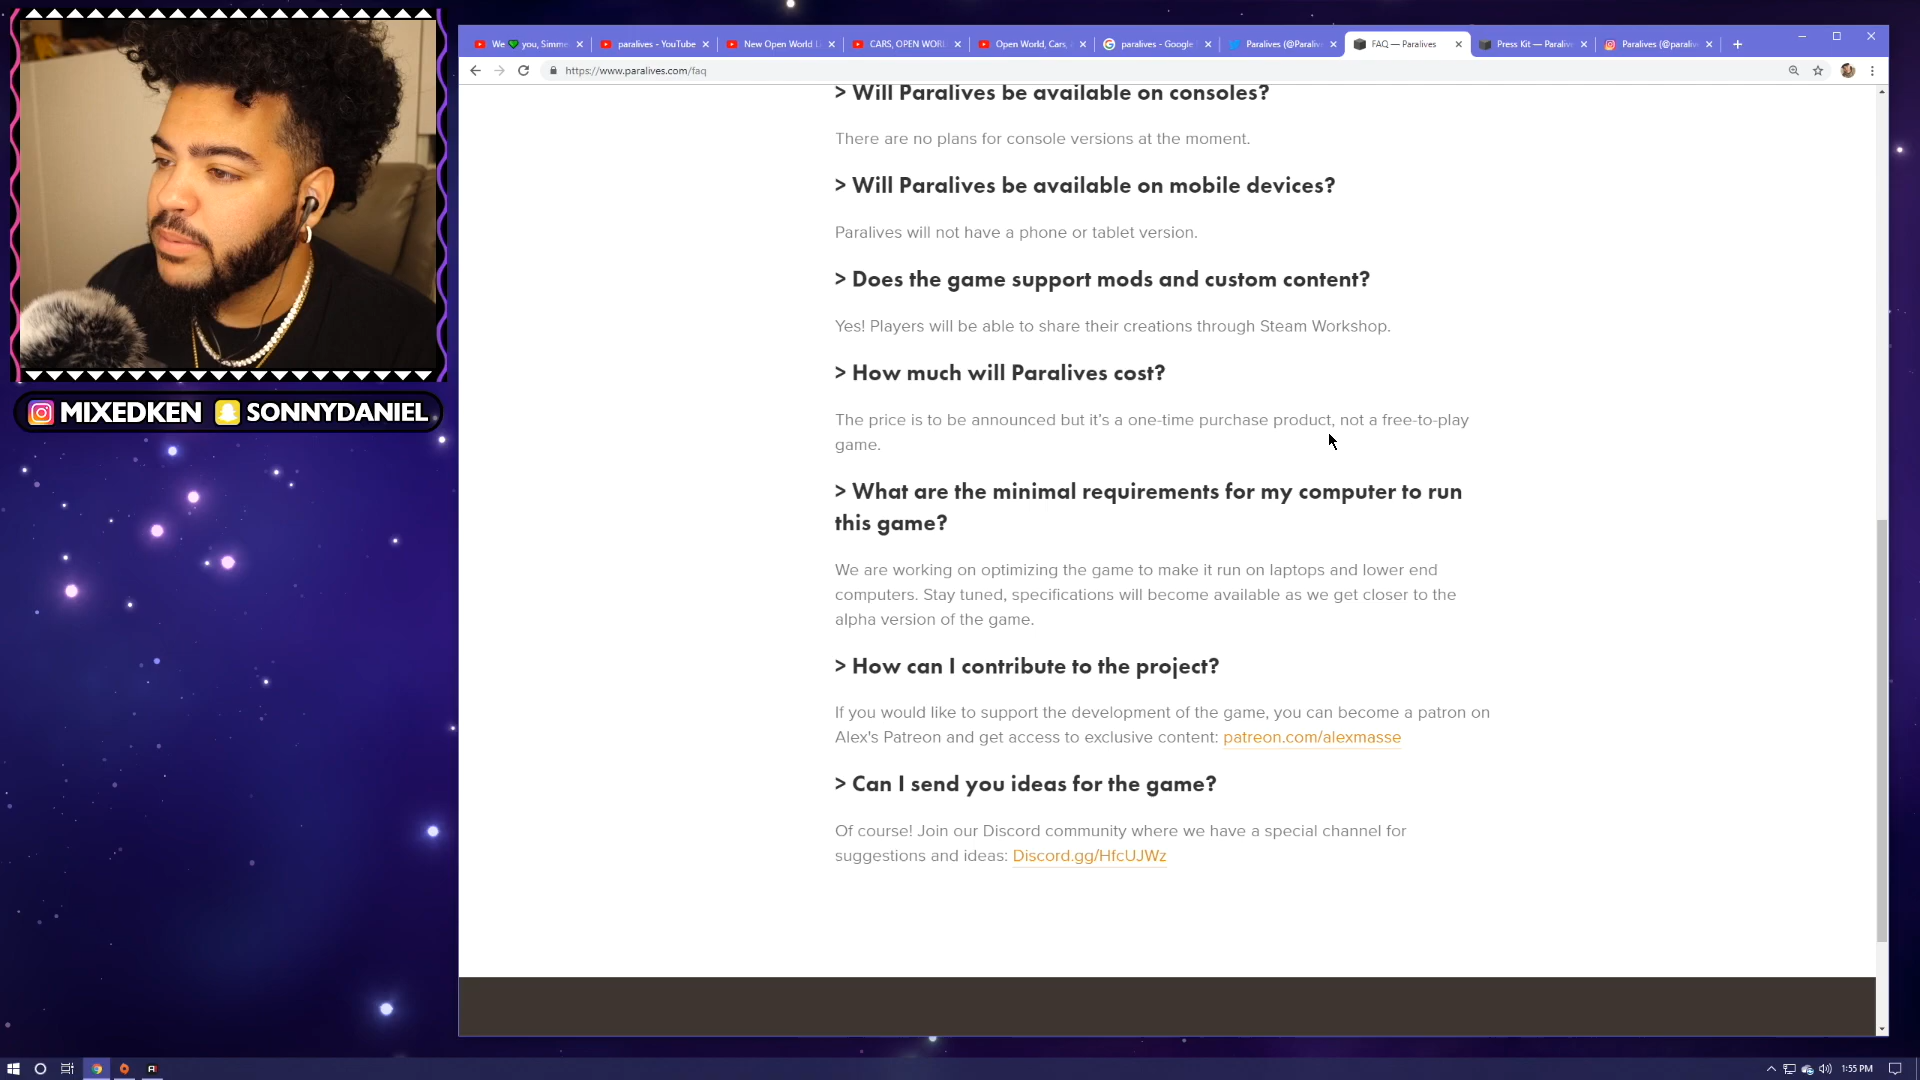 We 💚 you, Simme
paralives - YouTube
New Open World Li
CARS, OPEN WORL
Open World, Cars,
paralives - Google
Paralives (@Paraliv
FAQ — Paralives
Press Kit — Paraliv
Paralives (@paraliv
https://www.paralives.com/faq
> Will Paralives be available on consoles?
There are no plans for console versions at the moment.
> Will Paralives be available on mobile devices?
Paralives will not have a phone or tablet version.
> Does the game support mods and custom content?
Yes! Players will be able to share their creations through Steam Workshop.
> How much will Paralives cost?
The price is to be announced but it's a one-time purchase product, not a free-to-play
game.
> What are the minimal requirements for my computer to run
this game?
We are working on optimizing the game to make it run on laptops and lower end
computers. Stay tuned, specifications will become available as we get closer to the
alpha version of the game.
> How can I contribute to the project?
If you would like to support the development of the game, you can become a patron on
Alex's Patreon and get access to exclusive content: patreon.com/alexmasse
> Can I send you ideas for the game?
Of course! Join our Discord community where we have a special channel for
suggestions and ideas: Discord.gg/HfcUJWz
MIXEDKEN SONNYDANIEL
1:55 PM